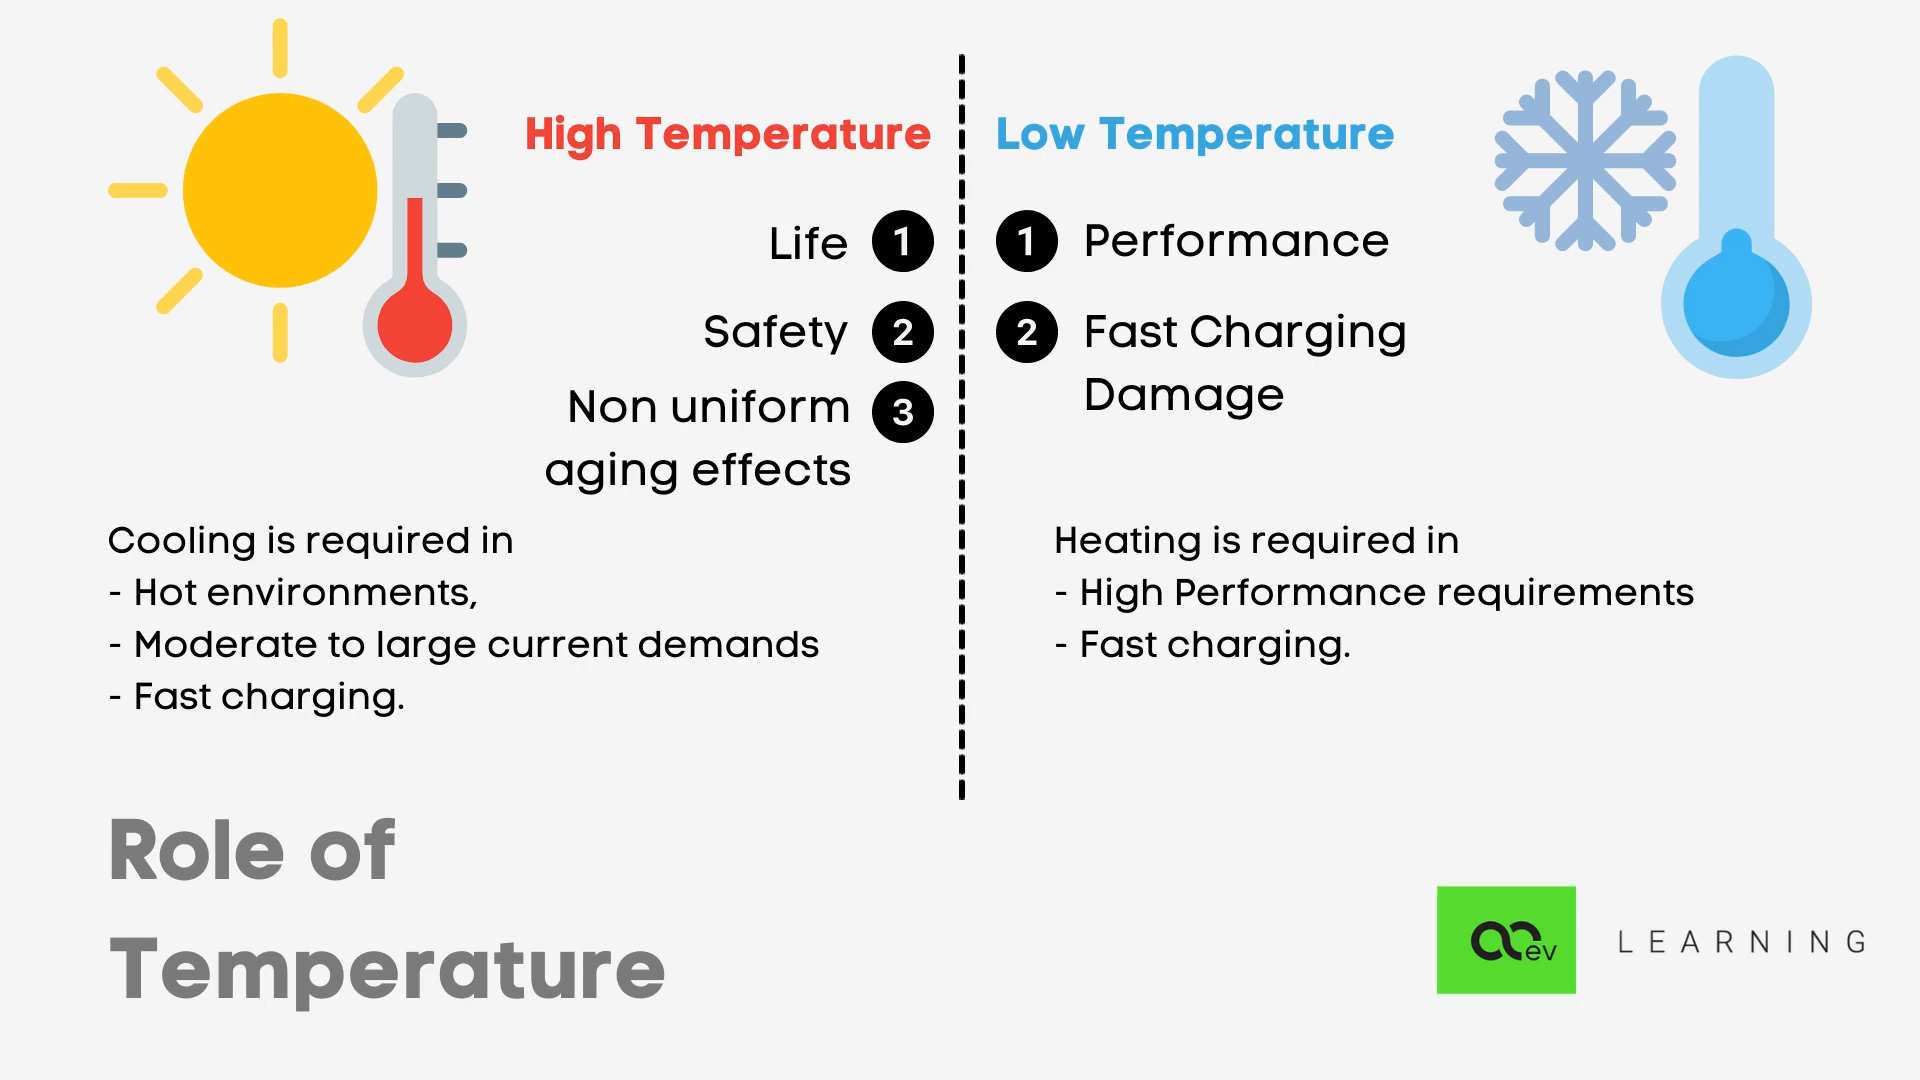 High Temperature
Life 1
Safety 2
Non uniform 3
aging effects
Cooling is required in
- Hot environments,
- Moderate to large current demands
- Fast charging.
Low Temperature
1 Performance
2 Fast Charging
Damage
Heating is required in
- High Performance requirements
- Fast charging.
Role of
Temperature
ev
LEARNING